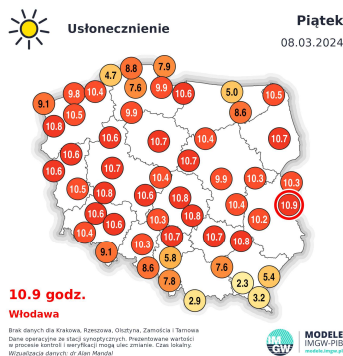 Usłonecznienie
Piątek
08.03.2024
4.7 8.8 7.9
9.1 9.8 10.4 7.6 9.9 10.6 5.0 10.5
10.8 10.5 9.9 8.6
10.6 10.7 10.4 10.7
10.6 10.7
10.6 10.7 9.9 10.3 10.3
10.5 10.8 10.6 10.8 10.4 10.9
10.6 10.6 10.3 10.8 10.2
10.4 10.3 10.7 10.7 10.8
9.1 5.8
8.6 7.8 7.6 5.4
2.9 2.3 3.2
10.9 godz.
Włodawa
Brak danych dla Krakowa, Rzeszowa, Olsztyna, Zamościa i Tarnowa
Dane operacyjne ze stacji synoptycznych. Prezentowane wartości
w procesie kontroli i weryfikacji mogą ulec zmianie. Czas lokalny.
Wizualizacja danych: dr Alan Mandal
IM
GW
MODELE
IMGW-PIB
modele.imgw.pl